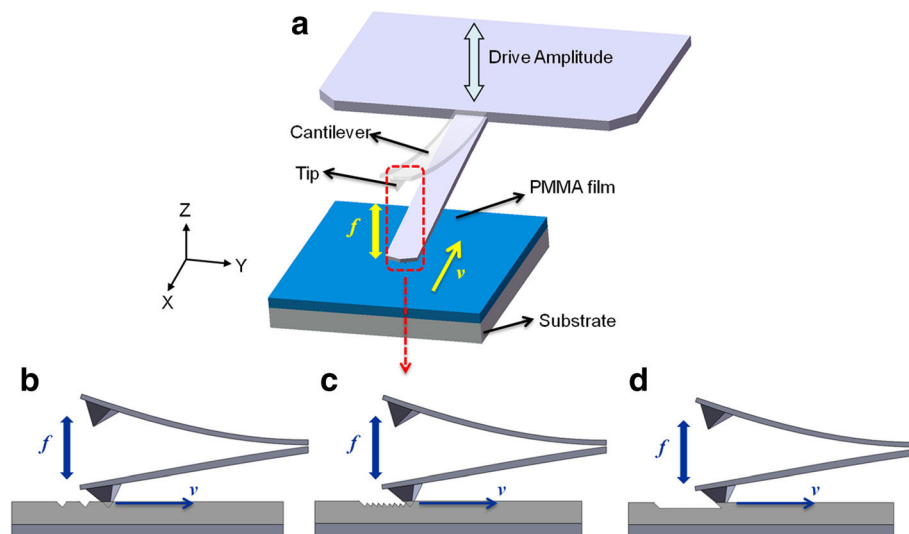 a
Drive Amplitude
Cantilever
Tip
PMMA film
Z
f
Y
v
X
Substrate
b
c
d
f
f
f
v
v
v